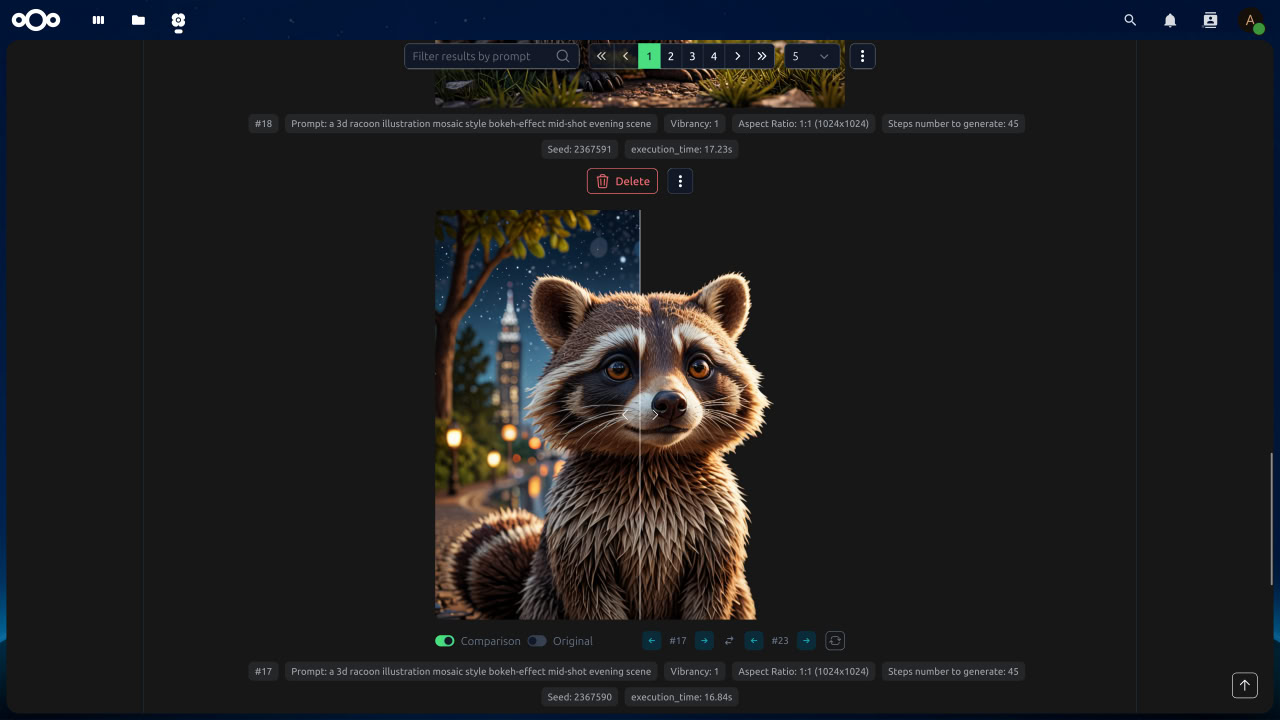 A
Filter results by prompt 1 2 3 4 5
#18 Prompt: a 3d racoon illustration mosaic style bokeh-effect mid-shot evening scene Vibrancy: 1 Aspect Ratio: 1:1 (1024x1024) Steps number to generate: 45
Seed: 2367591 execution_time: 17.23s
Delete
Comparison Original #17 #23
#17 Prompt: a 3d racoon illustration mosaic style bokeh-effect mid-shot evening scene Vibrancy: 1 Aspect Ratio: 1:1 (1024x1024) Steps number to generate: 45
Seed: 2367590 execution_time: 16.84s